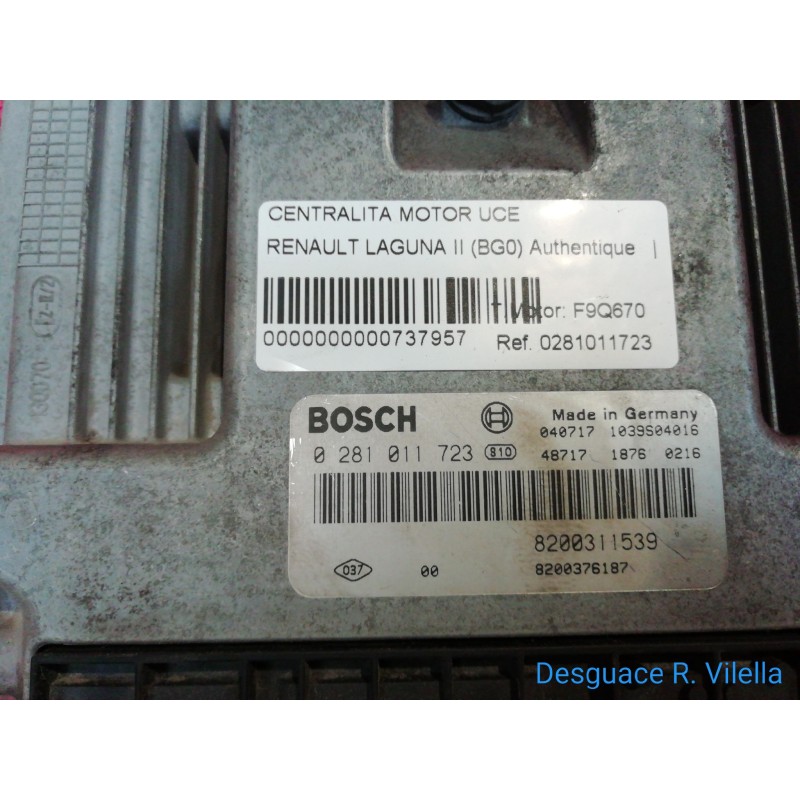 CENTRALITA MOTOR UCE
RENAULT LAGUNA II (BG0) Authentique |
Motor: F9Q670
0000000000737957 Ref. 0281011723
BOSCH
Made in Germany
040717 1039S04016
0 281 011 723 810 48717 1876 0216
8200311539
037 00 8200376187
Desguace R. Vilella